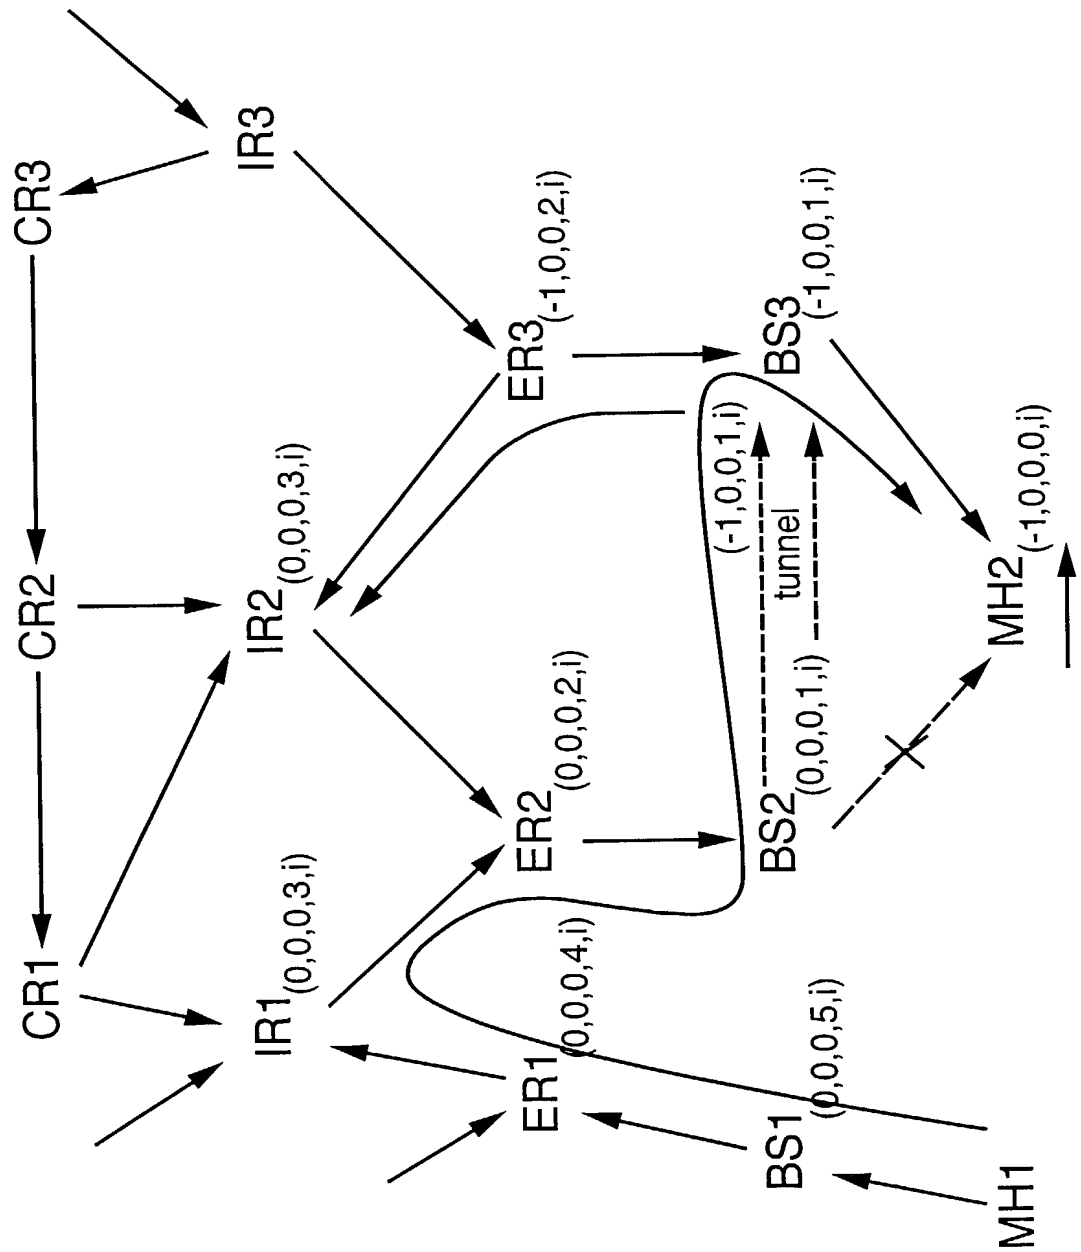 CR1
CR2
CR3
IR1 (0,0,0,3,i)
IR2 (0,0,0,3,i)
IR3
ER1 (0,0,0,4,i)
ER2 (0,0,0,2,i)
ER3 (-1,0,0,2,i)
(-1,0,0,1,i)
BS1 (0,0,0,5,i)
BS2 (0,0,0,1,i)
tunnel
BS3 (-1,0,0,1,i)
MH1
MH2 (-1,0,0,0,i)